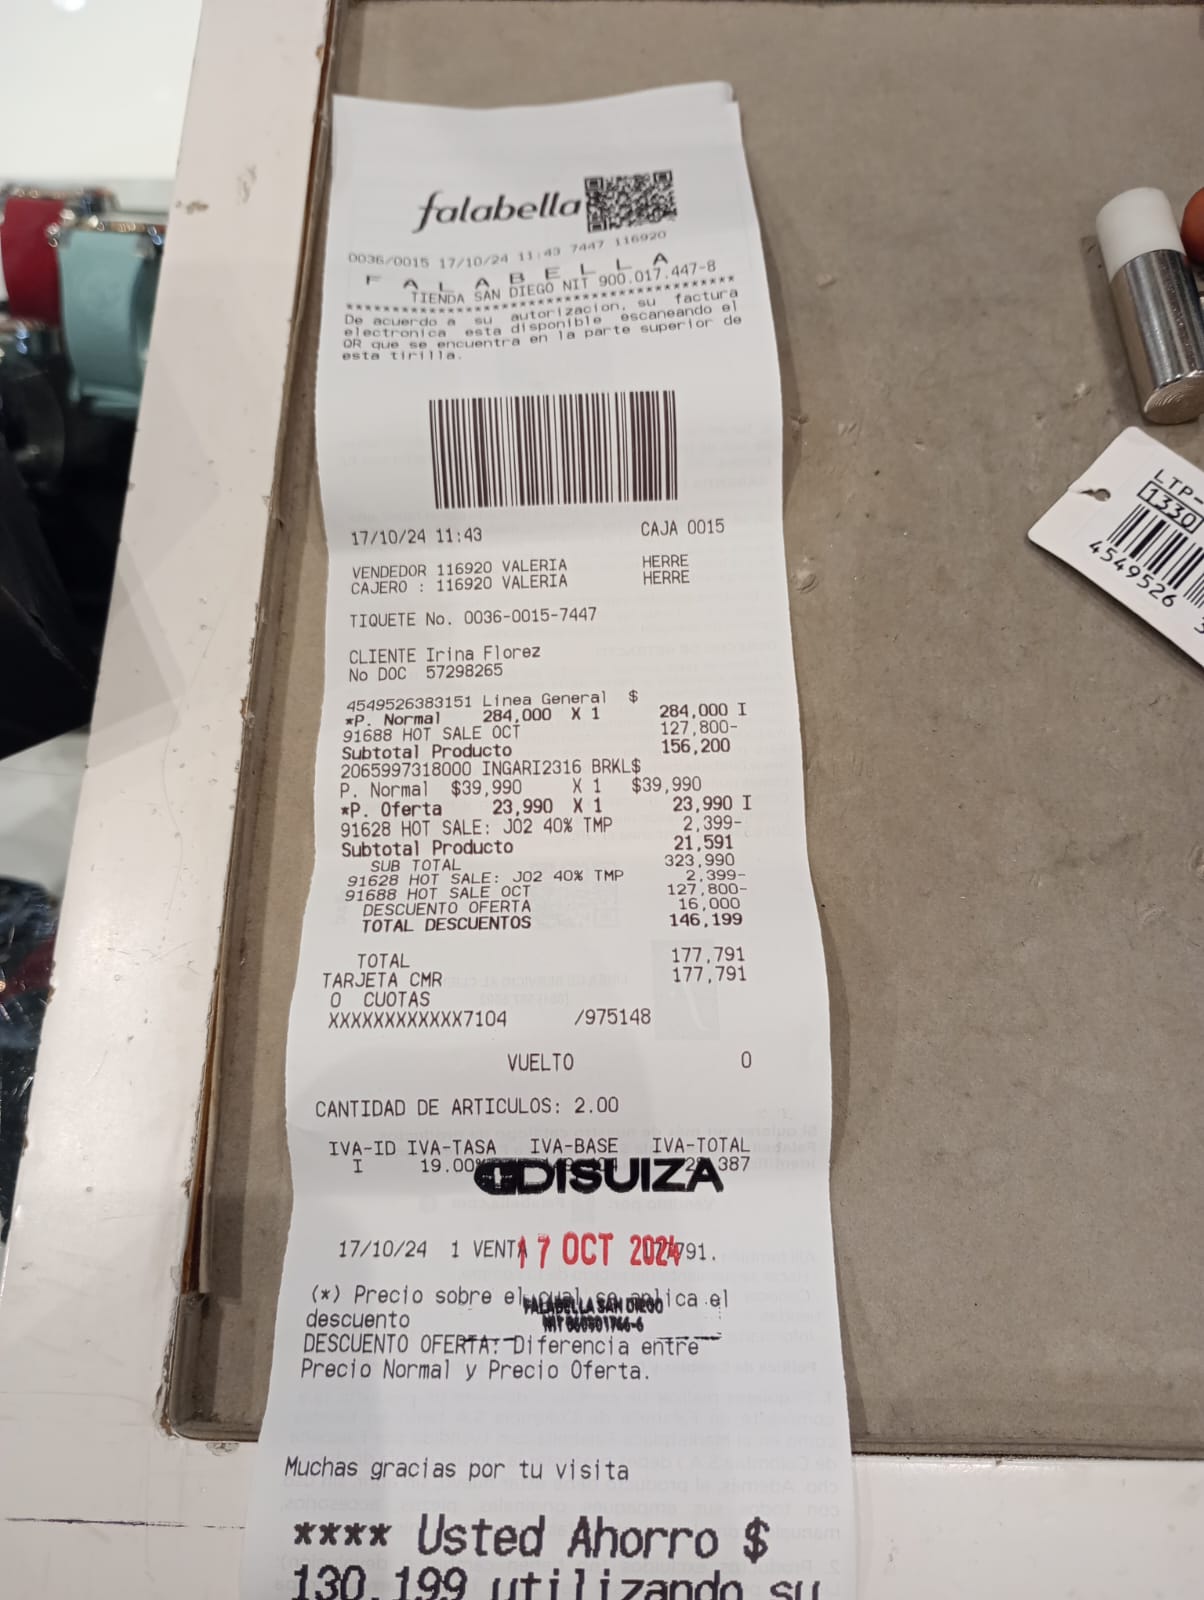 falabella
0036/0015 17/10/24 11:43 7447 116920
F A L A B E L L A
TIENDA SAN DIEGO NIT 900.017.447-8
****************************************
De acuerdo a su autorizacion, su factura
electronica esta disponible escaneando el
QR que se encuentra en la parte superior de
esta tirilla.
17/10/24 11:43 CAJA 0015
VENDEDOR 116920 VALERIA HERRE
CAJERO : 116920 VALERIA HERRE
TIQUETE No. 0036-0015-7447
CLIENTE Irina Florez
No DOC 57298265
4549526383151 Linea General $
*P. Normal 284,000 X 1 284,000 I
91688 HOT SALE OCT 127,800-
Subtotal Producto 156,200
2065997318000 INGARI2316 BRKL$
P. Normal $39,990 X 1 $39,990
*P. Oferta 23,990 X 1 23,990 I
91628 HOT SALE: J02 40% TMP 2,399-
Subtotal Producto 21,591
SUB TOTAL 323,990
91628 HOT SALE: J02 40% TMP 2,399-
91688 HOT SALE OCT 127,800-
DESCUENTO OFERTA 16,000
TOTAL DESCUENTOS 146,199
TOTAL 177,791
TARJETA CMR 177,791
0 CUOTAS
XXXXXXXXXXXX7104 /975148
VUELTO 0
CANTIDAD DE ARTICULOS: 2.00
IVA-ID IVA-TASA IVA-BASE IVA-TOTAL
I 19.00% 387
DISUIZA
17/10/24 1 VENTA
17 OCT 2024
(*) Precio sobre el cual se aplica el
descuento
FALABELLA SAN DIEGO
DESCUENTO OFERTA: Diferencia entre
Precio Normal y Precio Oferta.
Muchas gracias por tu visita
**** Usted Ahorro $
130,199 utilizando su
LTP-
1330
4549526